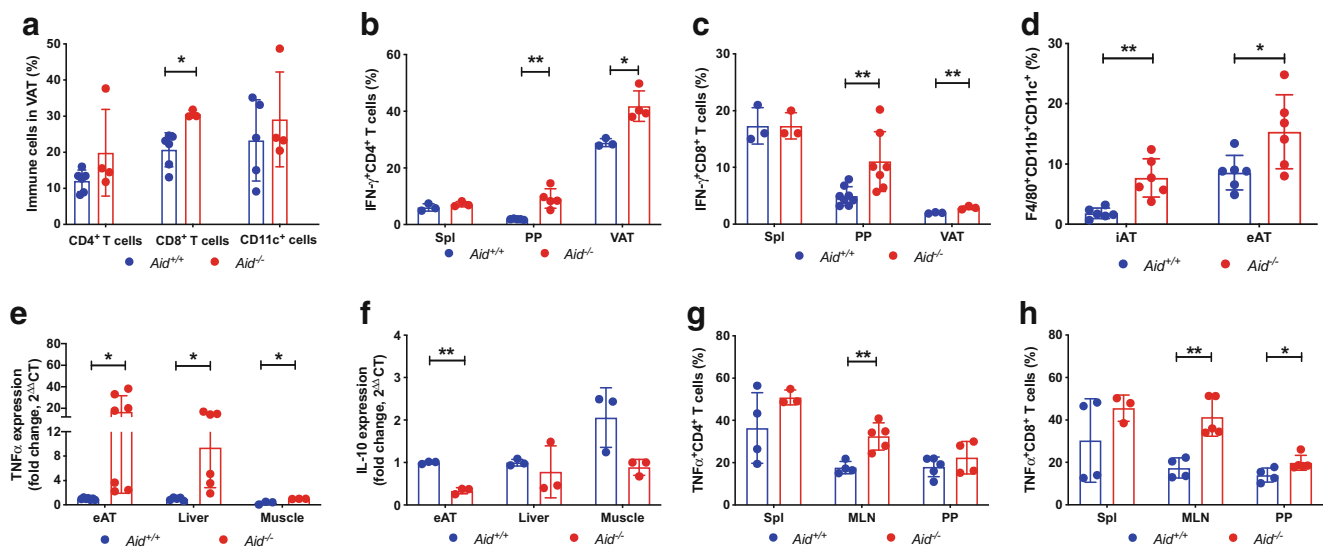 a
Immune cells in VAT (%)
50
40
30
20
10
0
*
CD4⁺ T cells CD8⁺ T cells CD11c⁺ cells
Aid⁺/⁺ Aid⁻/⁻
b
IFN-γ⁺CD4⁺ T cells (%)
60
40
20
0
** *
Spl PP VAT
Aid⁺/⁺ Aid⁻/⁻
c
IFN-γ⁺CD8⁺ T cells (%)
30
20
10
0
** **
Spl PP VAT
Aid⁺/⁺ Aid⁻/⁻
d
F4/80⁺CD11b⁺CD11c⁺ (%)
30
20
10
0
** *
iAT eAT
Aid⁺/⁺ Aid⁻/⁻
e
TNFα expression
(fold change, 2^ΔΔCT)
80
60
40
20
12
8
4
0
* * *
eAT Liver Muscle
Aid⁺/⁺ Aid⁻/⁻
f
IL-10 expression
(fold change, 2^ΔΔCT)
4
3
2
1
0
**
eAT Liver Muscle
Aid⁺/⁺ Aid⁻/⁻
g
TNFα⁺CD4⁺ T cells (%)
80
60
40
20
0
**
Spl MLN PP
Aid⁺/⁺ Aid⁻/⁻
h
TNFα⁺CD8⁺ T cells (%)
80
60
40
20
0
** *
Spl MLN PP
Aid⁺/⁺ Aid⁻/⁻